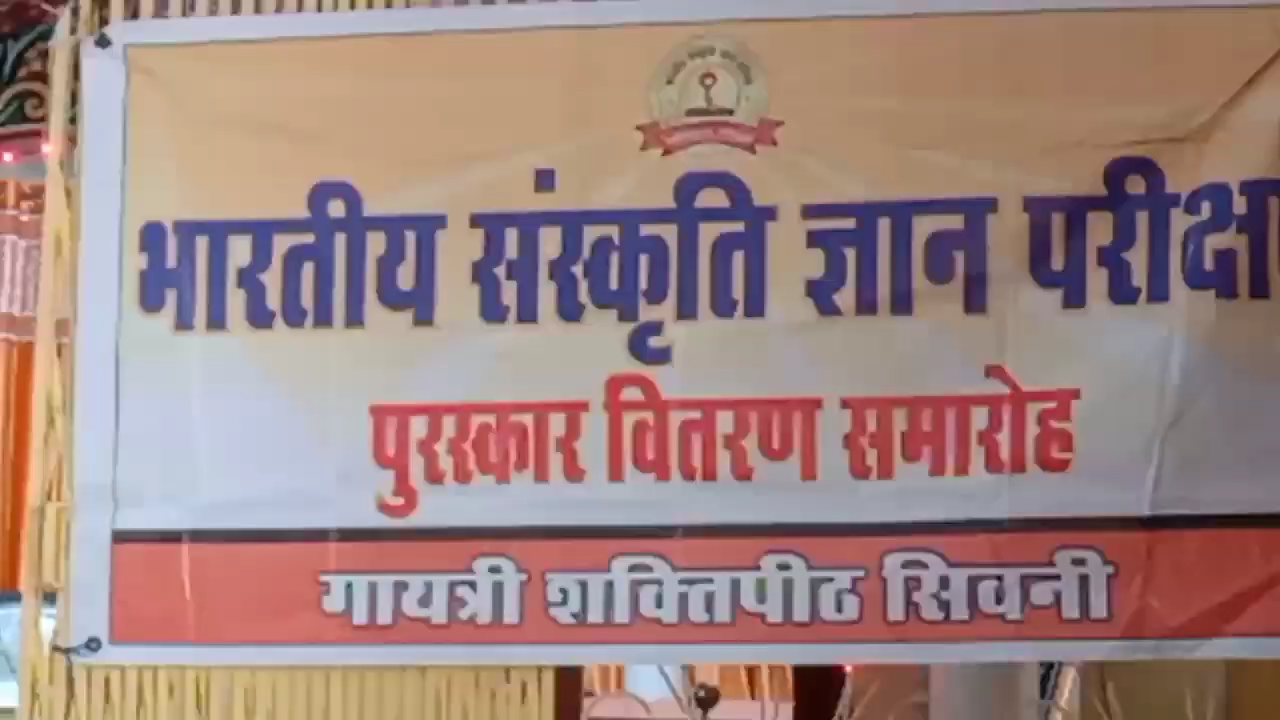 भारतीय संस्कृति ज्ञान परीक्षा
पुरस्कार वितरण समारोह
गायत्री शक्तिपीठ सिवनी